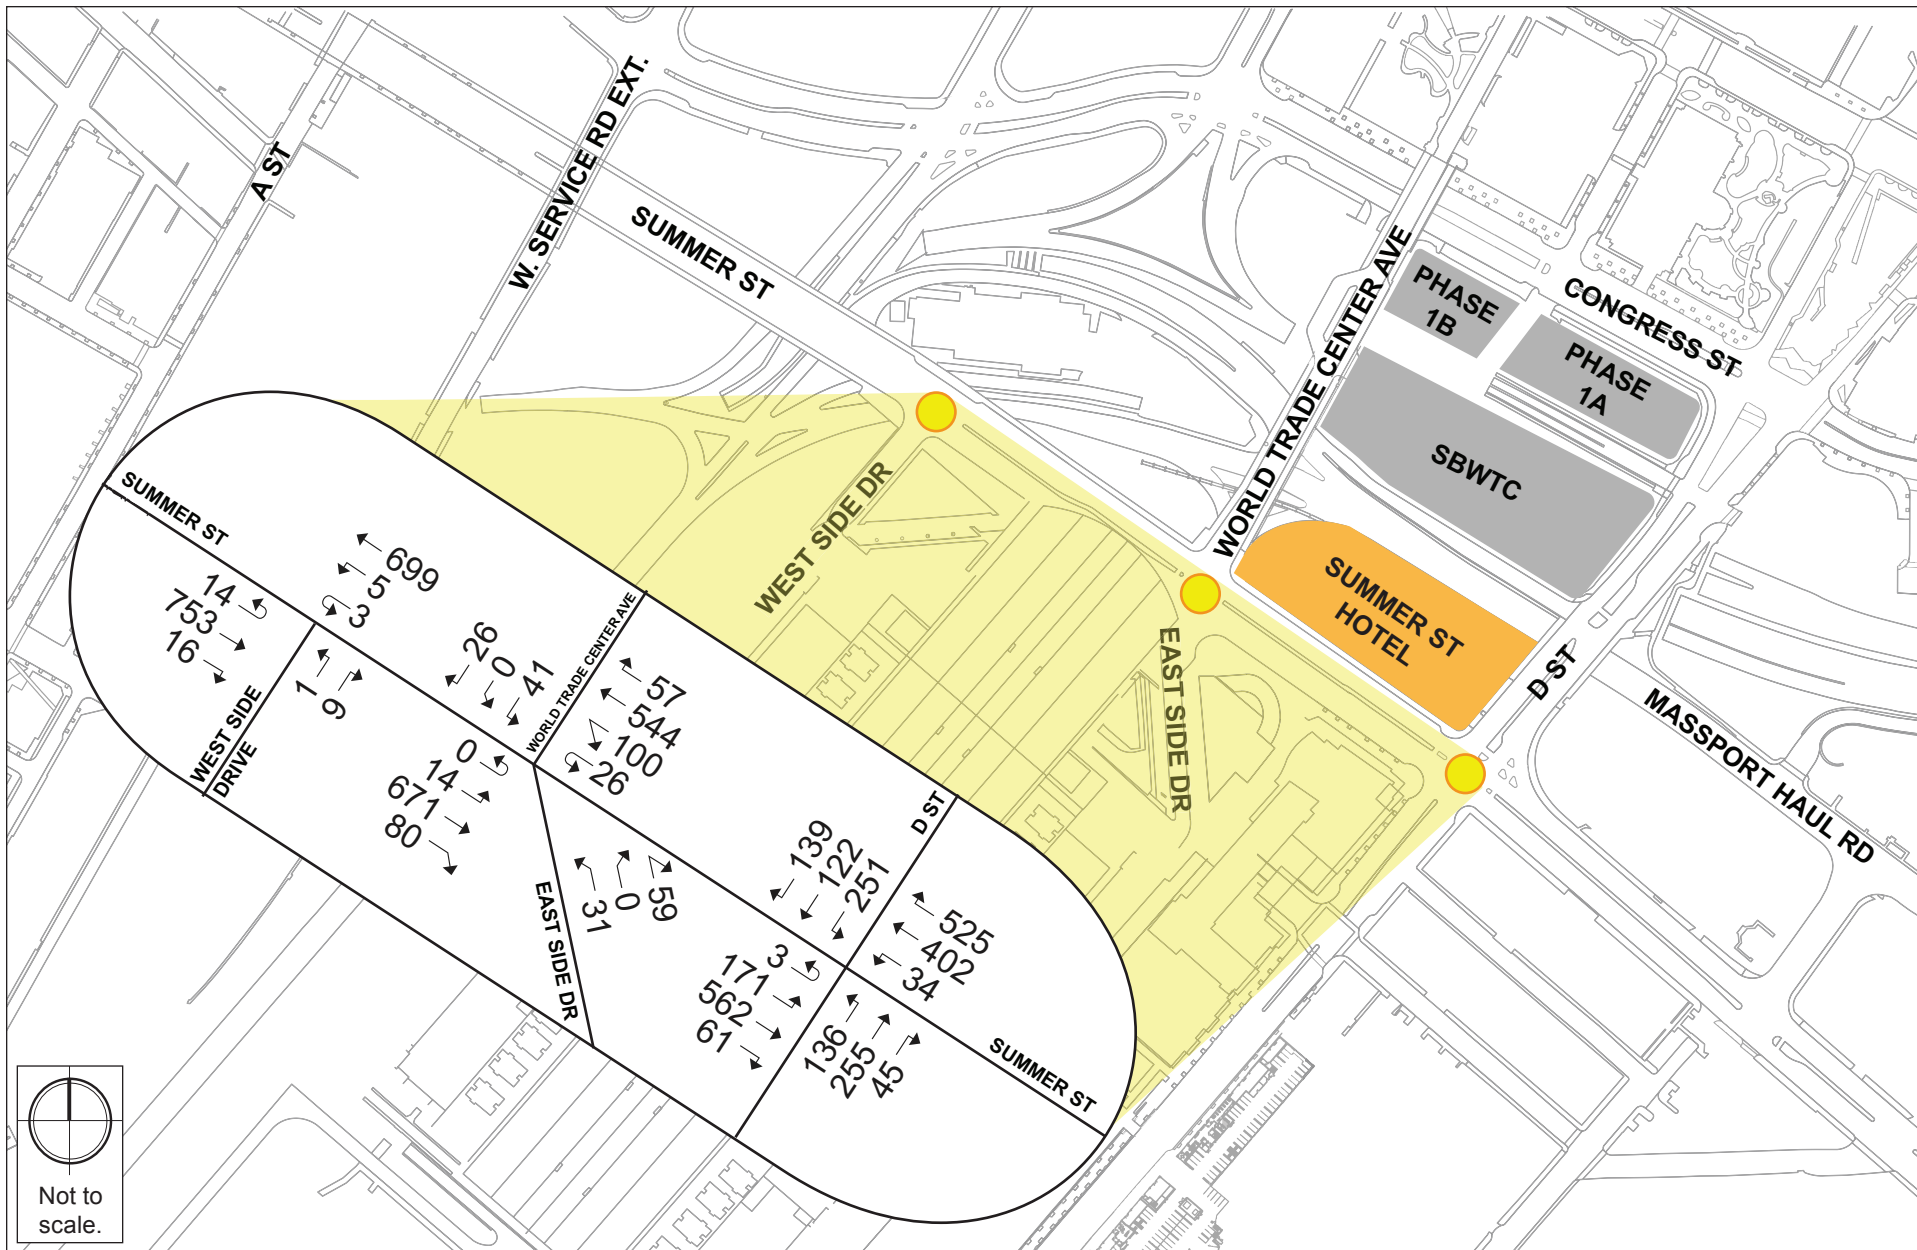 A ST
W. SERVICE RD EXT.
SUMMER ST
WORLD TRADE CENTER AVE
PHASE
1B
CONGRESS ST
PHASE
1A
SBWTC
SUMMER ST
HOTEL
D ST
MASSPORT HAUL RD
WEST SIDE DR
EAST SIDE DR
SUMMER ST
14
753
16
699
5
3
WEST SIDE
DRIVE
1
9
26
0
41
WORLD TRADE CENTER AVE
57
544
100
26
0
14
671
80
EAST SIDE DR
31
0
59
139
122
251
D ST
525
402
34
3
171
562
61
136
255
45
SUMMER ST
Not to
scale.